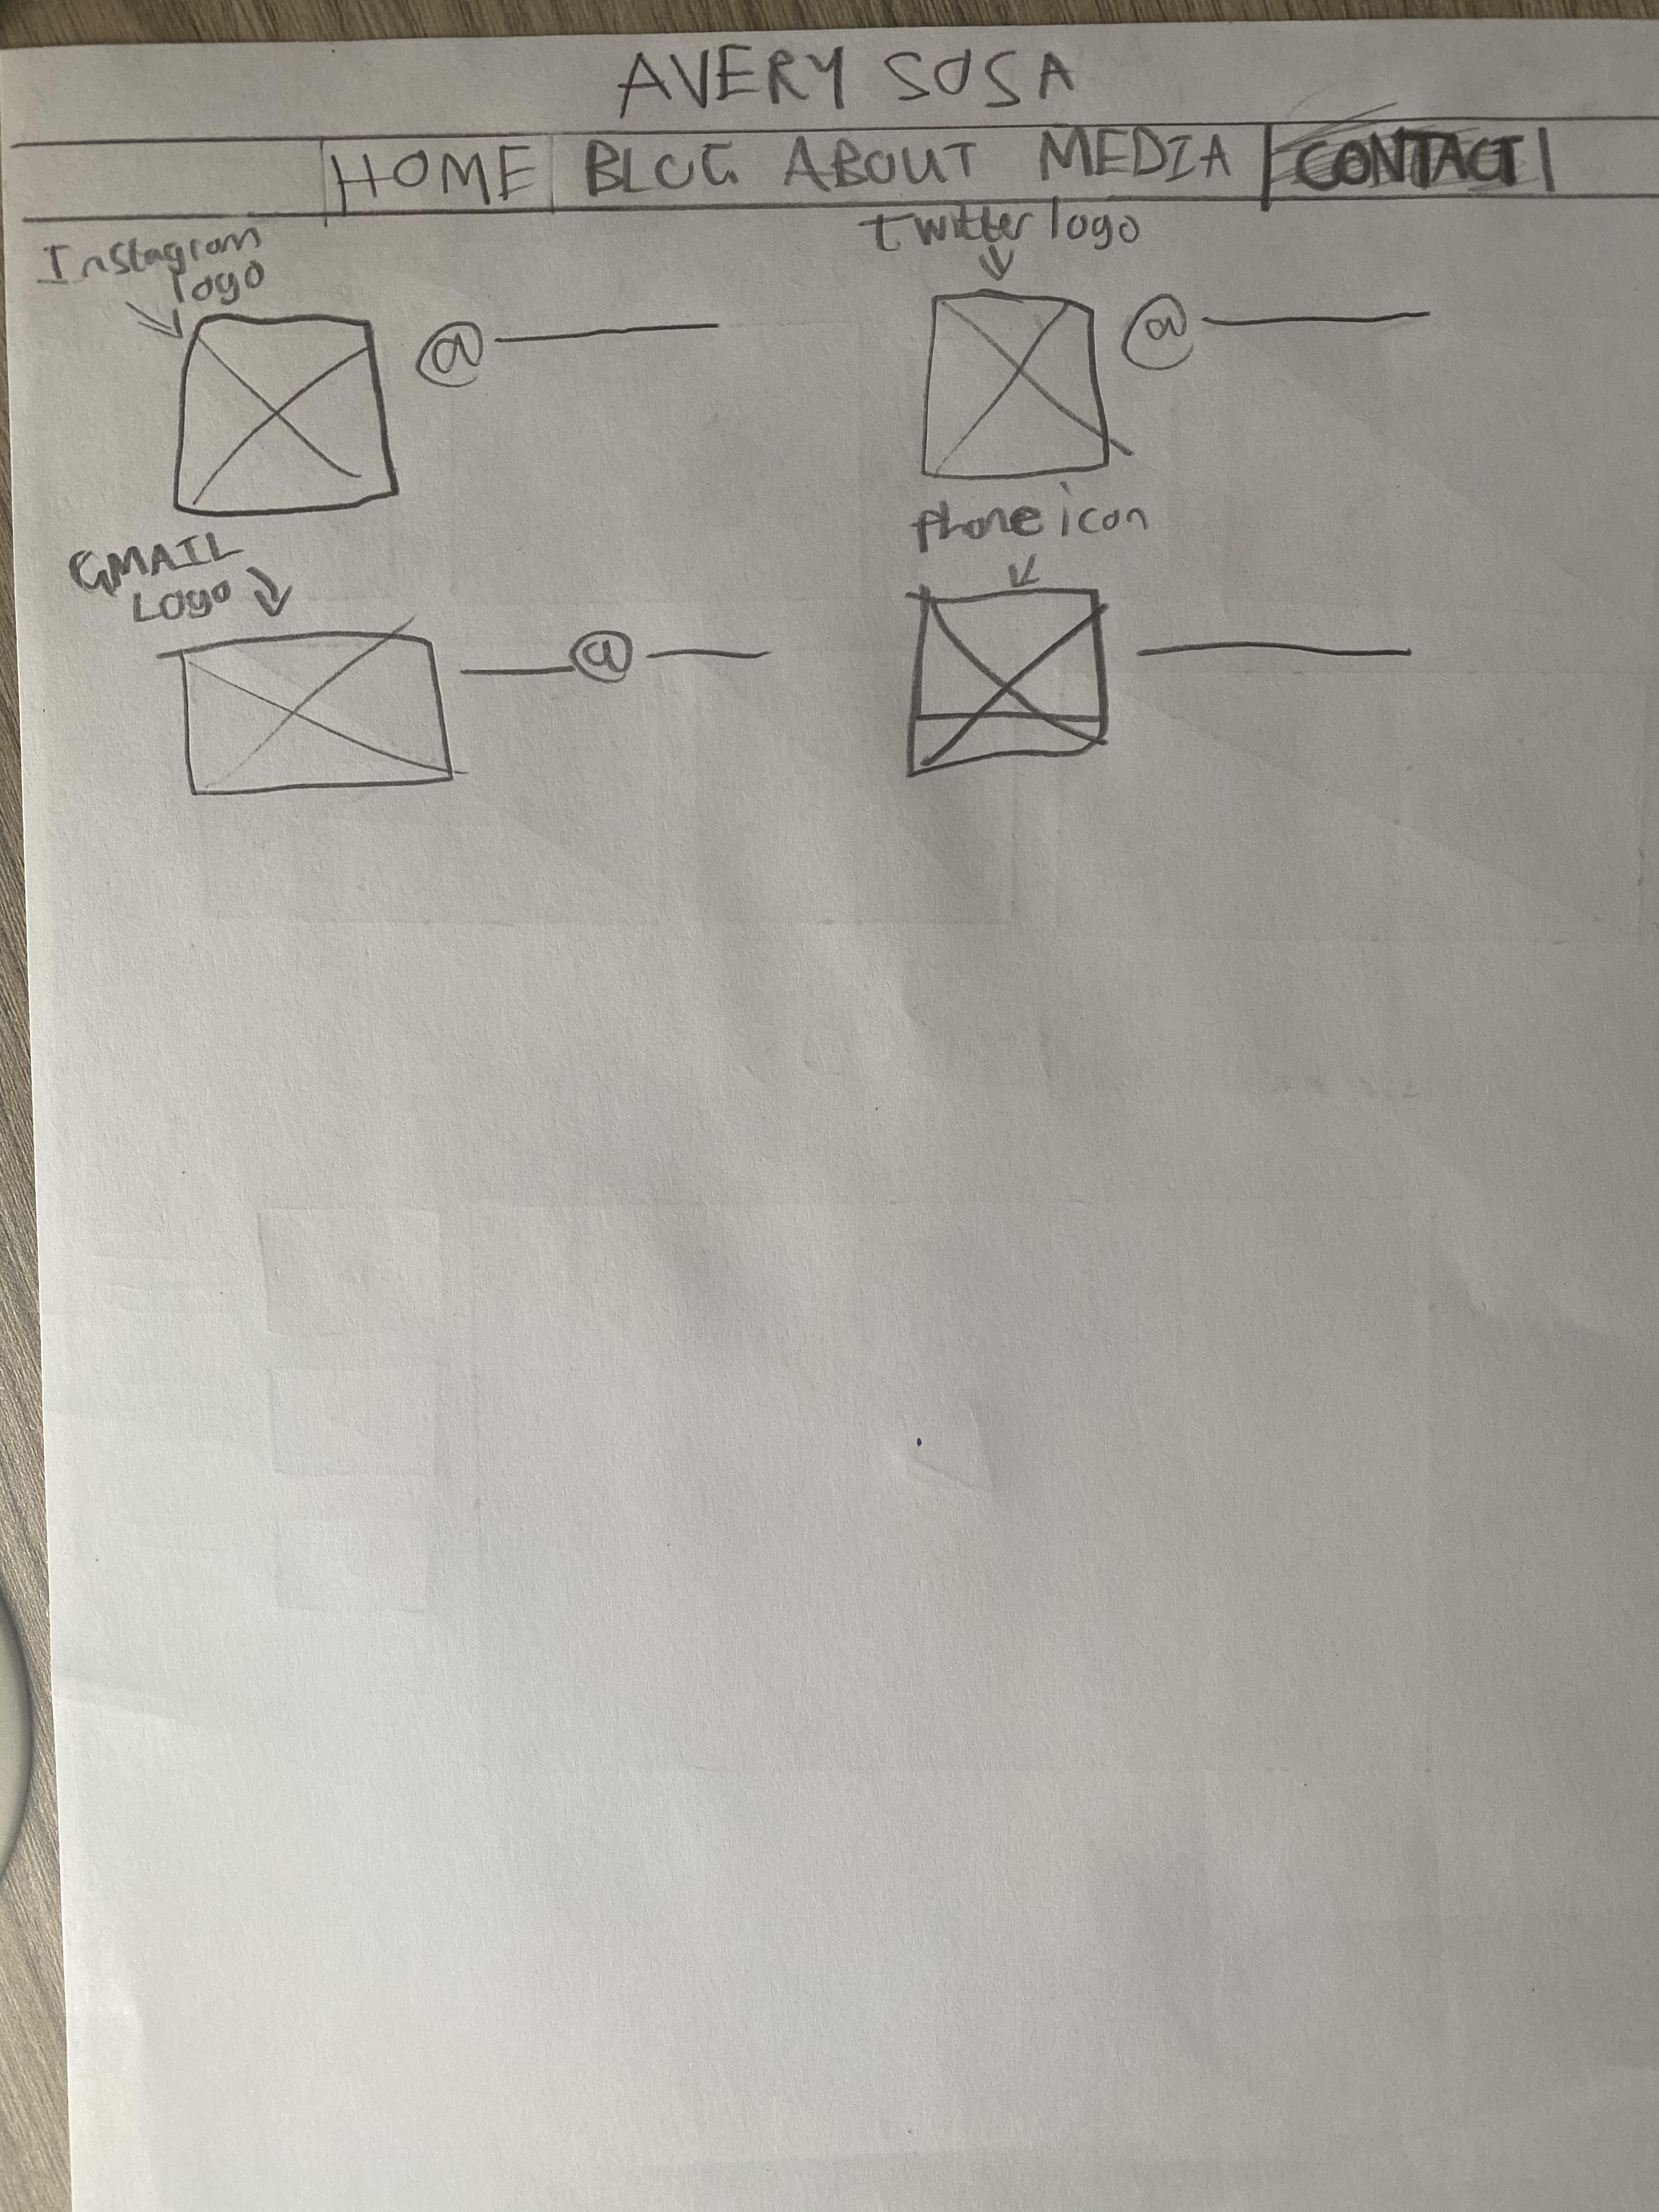 AVERY SOSA
HOME BLOG ABOUT MEDIA CONTACT
Instagram
logo
twitter logo
@
@
GMAIL
Logo
phone icon
@